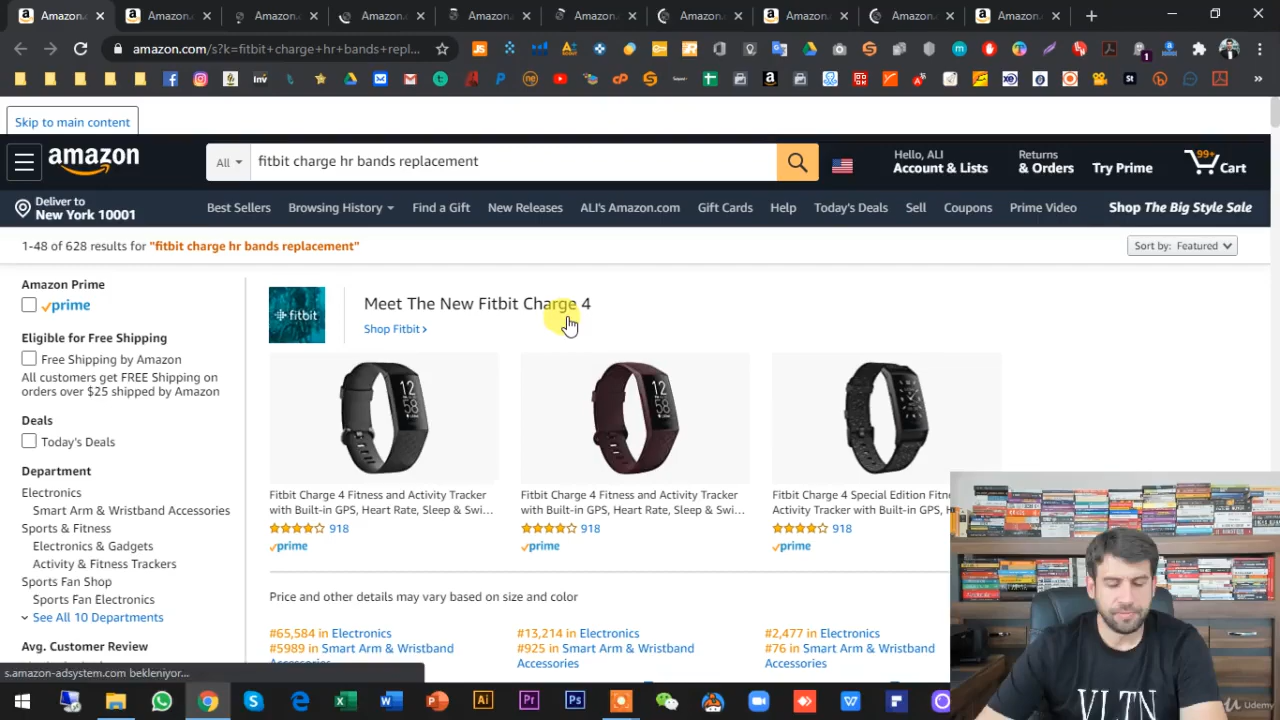 Amazon.
Amazon.
fitbit cha
Amazon.
Amazon.
Amazon.
Amazon.
Amazon.
Amazon.
Amazon.
amazon.com/s?k=fitbit+charge+hr+bands+repl...
Skip to main content
amazon
All
fitbit charge hr bands replacement
Hello, ALI
Account & Lists
Returns
& Orders
Try Prime
99+
Cart
Deliver to
New York 10001
Best Sellers
Browsing History
Find a Gift
New Releases
ALI's Amazon.com
Gift Cards
Help
Today's Deals
Sell
Coupons
Prime Video
Shop The Big Style Sale
1-48 of 628 results for "fitbit charge hr bands replacement"
Sort by: Featured
Amazon Prime
prime
Eligible for Free Shipping
Free Shipping by Amazon
All customers get FREE Shipping on
orders over $25 shipped by Amazon
Deals
Today's Deals
Department
Electronics
Smart Arm & Wristband Accessories
Sports & Fitness
Electronics & Gadgets
Activity & Fitness Trackers
Sports Fan Shop
Sports Fan Electronics
See All 10 Departments
Avg. Customer Review
fitbit
Meet The New Fitbit Charge 4
Shop Fitbit ›
Fitbit Charge 4 Fitness and Activity Tracker
with Built-in GPS, Heart Rate, Sleep & Swi...
918
prime
Fitbit Charge 4 Fitness and Activity Tracker
with Built-in GPS, Heart Rate, Sleep & Swi...
918
prime
Fitbit Charge 4 Special Edition Fitn
Activity Tracker with Built-in GPS, H
918
prime
Price and other details may vary based on size and color
#65,584 in Electronics
#5989 in Smart Arm & Wristband
Accessories
#13,214 in Electronics
#925 in Smart Arm & Wristband
Accessories
#2,477 in Electronics
#76 in Smart Arm & Wristband
Accessories
s.amazon-adsystem.com bekleniyor...
VLTN
Udemy